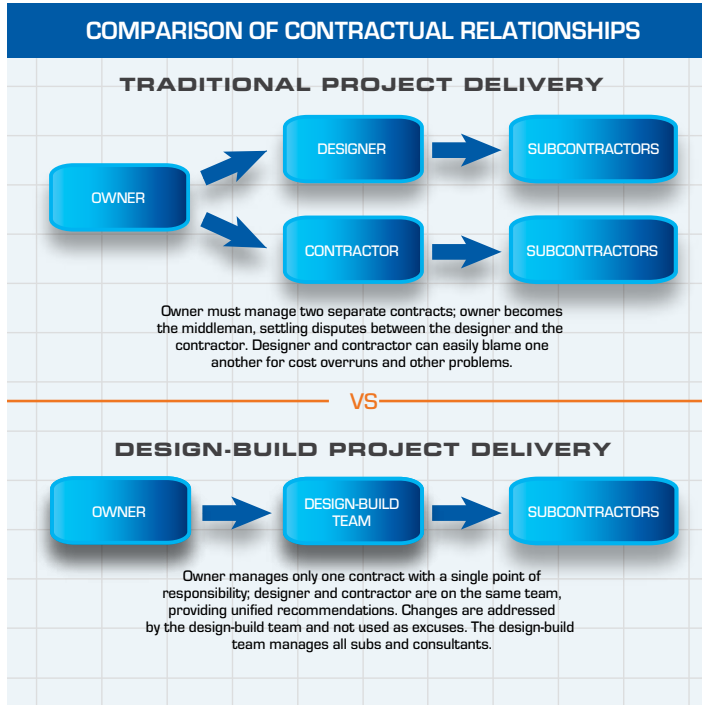 COMPARISON OF CONTRACTUAL RELATIONSHIPS
TRADITIONAL PROJECT DELIVERY
OWNER
DESIGNER
SUBCONTRACTORS
CONTRACTOR
SUBCONTRACTORS
Owner must manage two separate contracts; owner becomes
the middleman, settling disputes between the designer and the
contractor. Designer and contractor can easily blame one
another for cost overruns and other problems.
VS
DESIGN-BUILD PROJECT DELIVERY
OWNER
DESIGN-BUILD
TEAM
SUBCONTRACTORS
Owner manages only one contract with a single point of
responsibility; designer and contractor are on the same team,
providing unified recommendations. Changes are addressed
by the design-build team and not used as excuses. The design-build
team manages all subs and consultants.